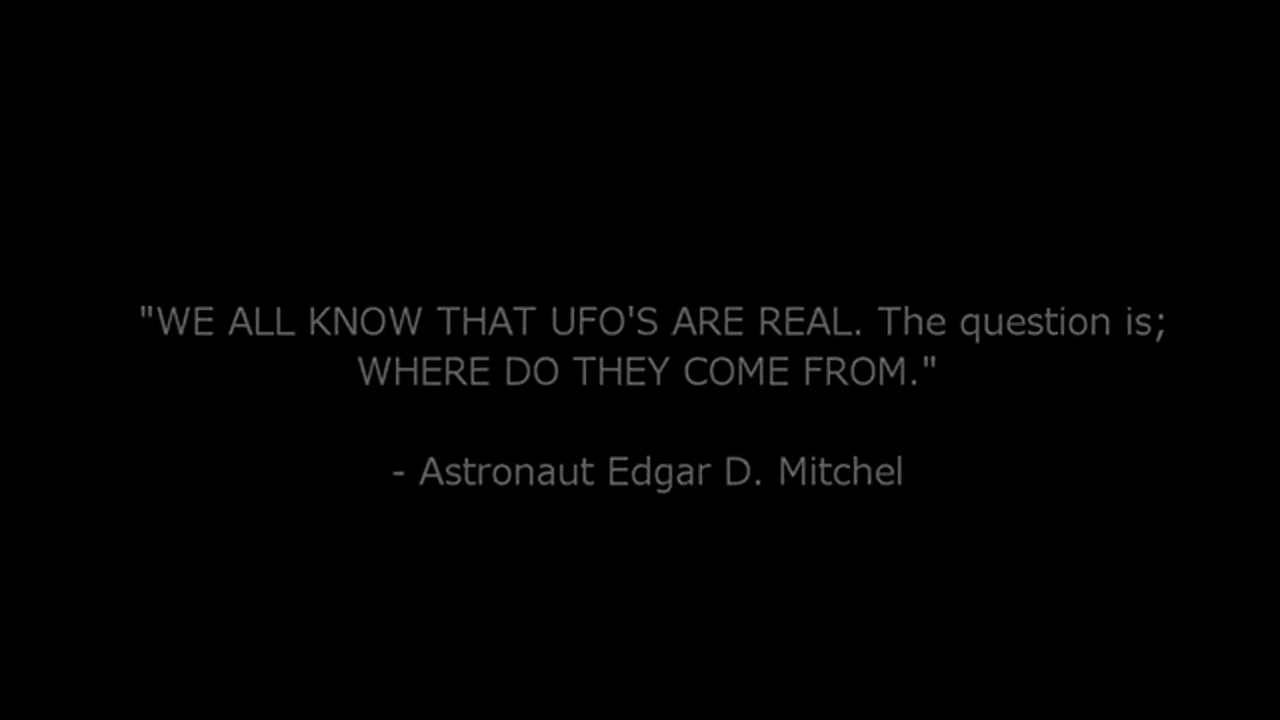 "WE ALL KNOW THAT UFO'S ARE REAL. The question is;
WHERE DO THEY COME FROM."
- Astronaut Edgar D. Mitchel